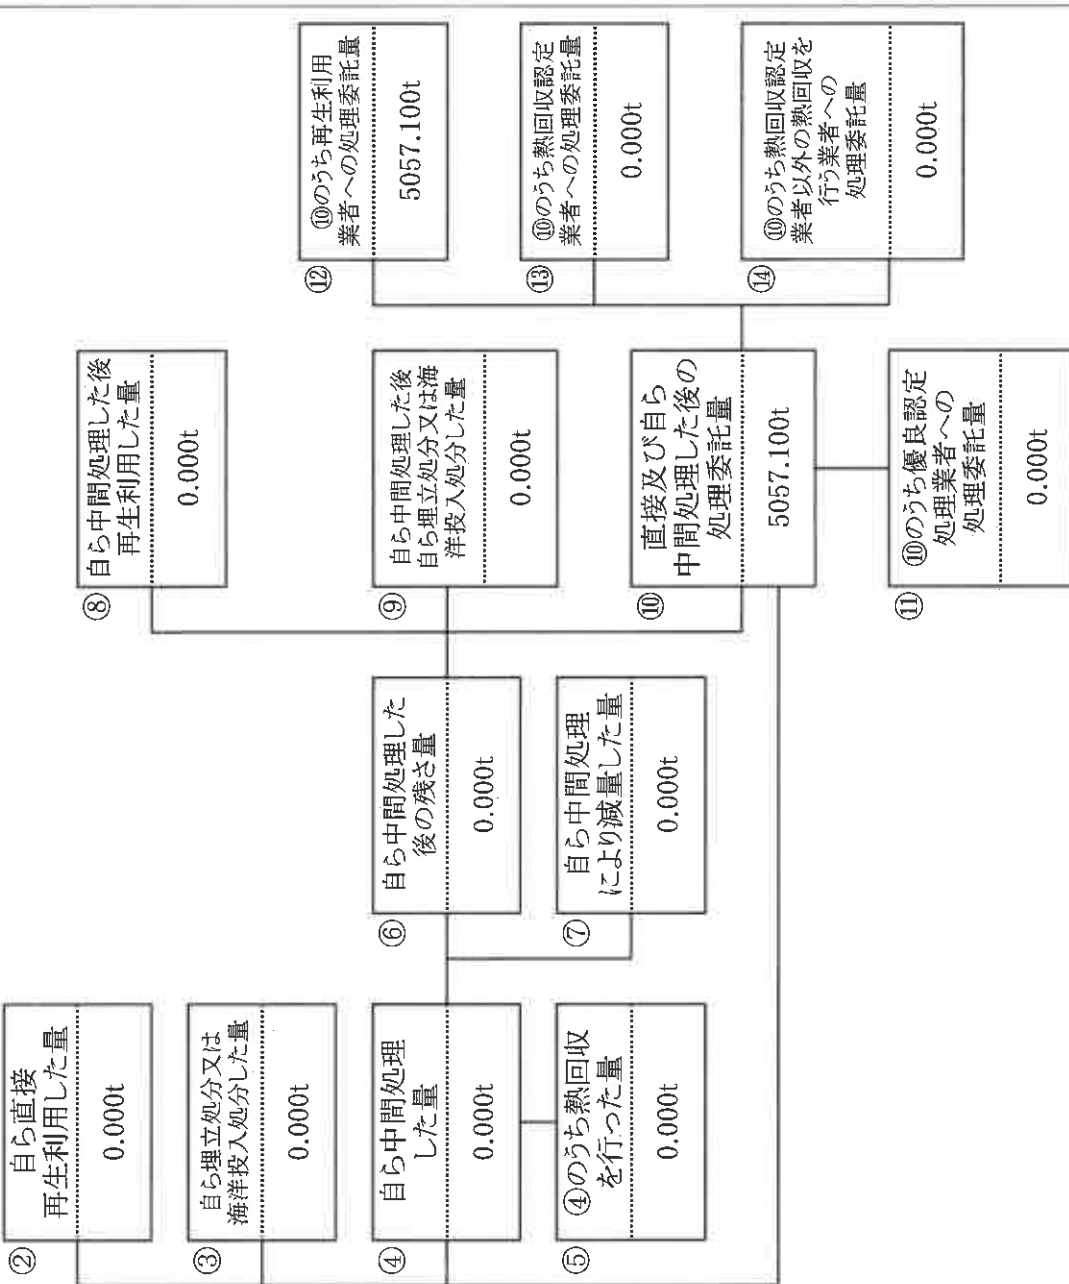 ②
自ら直接
再生利用した量
0.000t
③
自ら埋立処分又は
海洋投入処分した量
0.000t
④
自ら中間処理
した量
0.000t
⑤
④のうち熱回収
を行った量
0.000t
⑥
自ら中間処理した
後の残さ量
0.000t
⑦
自ら中間処理
により減量した量
0.000t
⑧
自ら中間処理した後
再生利用した量
0.000t
⑨
自ら中間処理した後
自ら埋立処分又は海
洋投入処分した量
0.000t
⑩
直接及び自ら
中間処理した後の
処理委託量
5057.100t
⑪
⑩のうち優良認定
処理業者への
処理委託量
0.000t
⑫
⑩のうち再生利用
業者への処理委託量
5057.100t
⑬
⑩のうち熱回収認定
業者への処理委託量
0.000t
⑭
⑩のうち熱回収認定
業者以外の熱回収を
行う業者への
処理委託量
0.000t